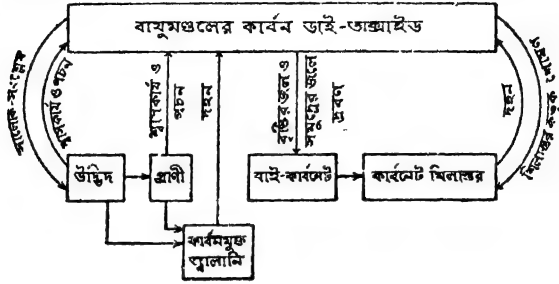 বায়ুমণ্ডলের কার্বন ডাই-অক্সাইড
আলোক-সংশ্লেষ
শ্বাসকার্য ও পচন
শ্বাসকার্য ও
পচন
দহন
বৃষ্টির জল ও
সমুদ্রের জলে
দ্রবণ
দহন
শিলাস্তর কর্তৃক শোষণ
উদ্ভিদ
প্রাণী
বাই-কার্বনেট
কার্বনেট শিলাস্তর
কার্বনযুক্ত
জ্বালানি